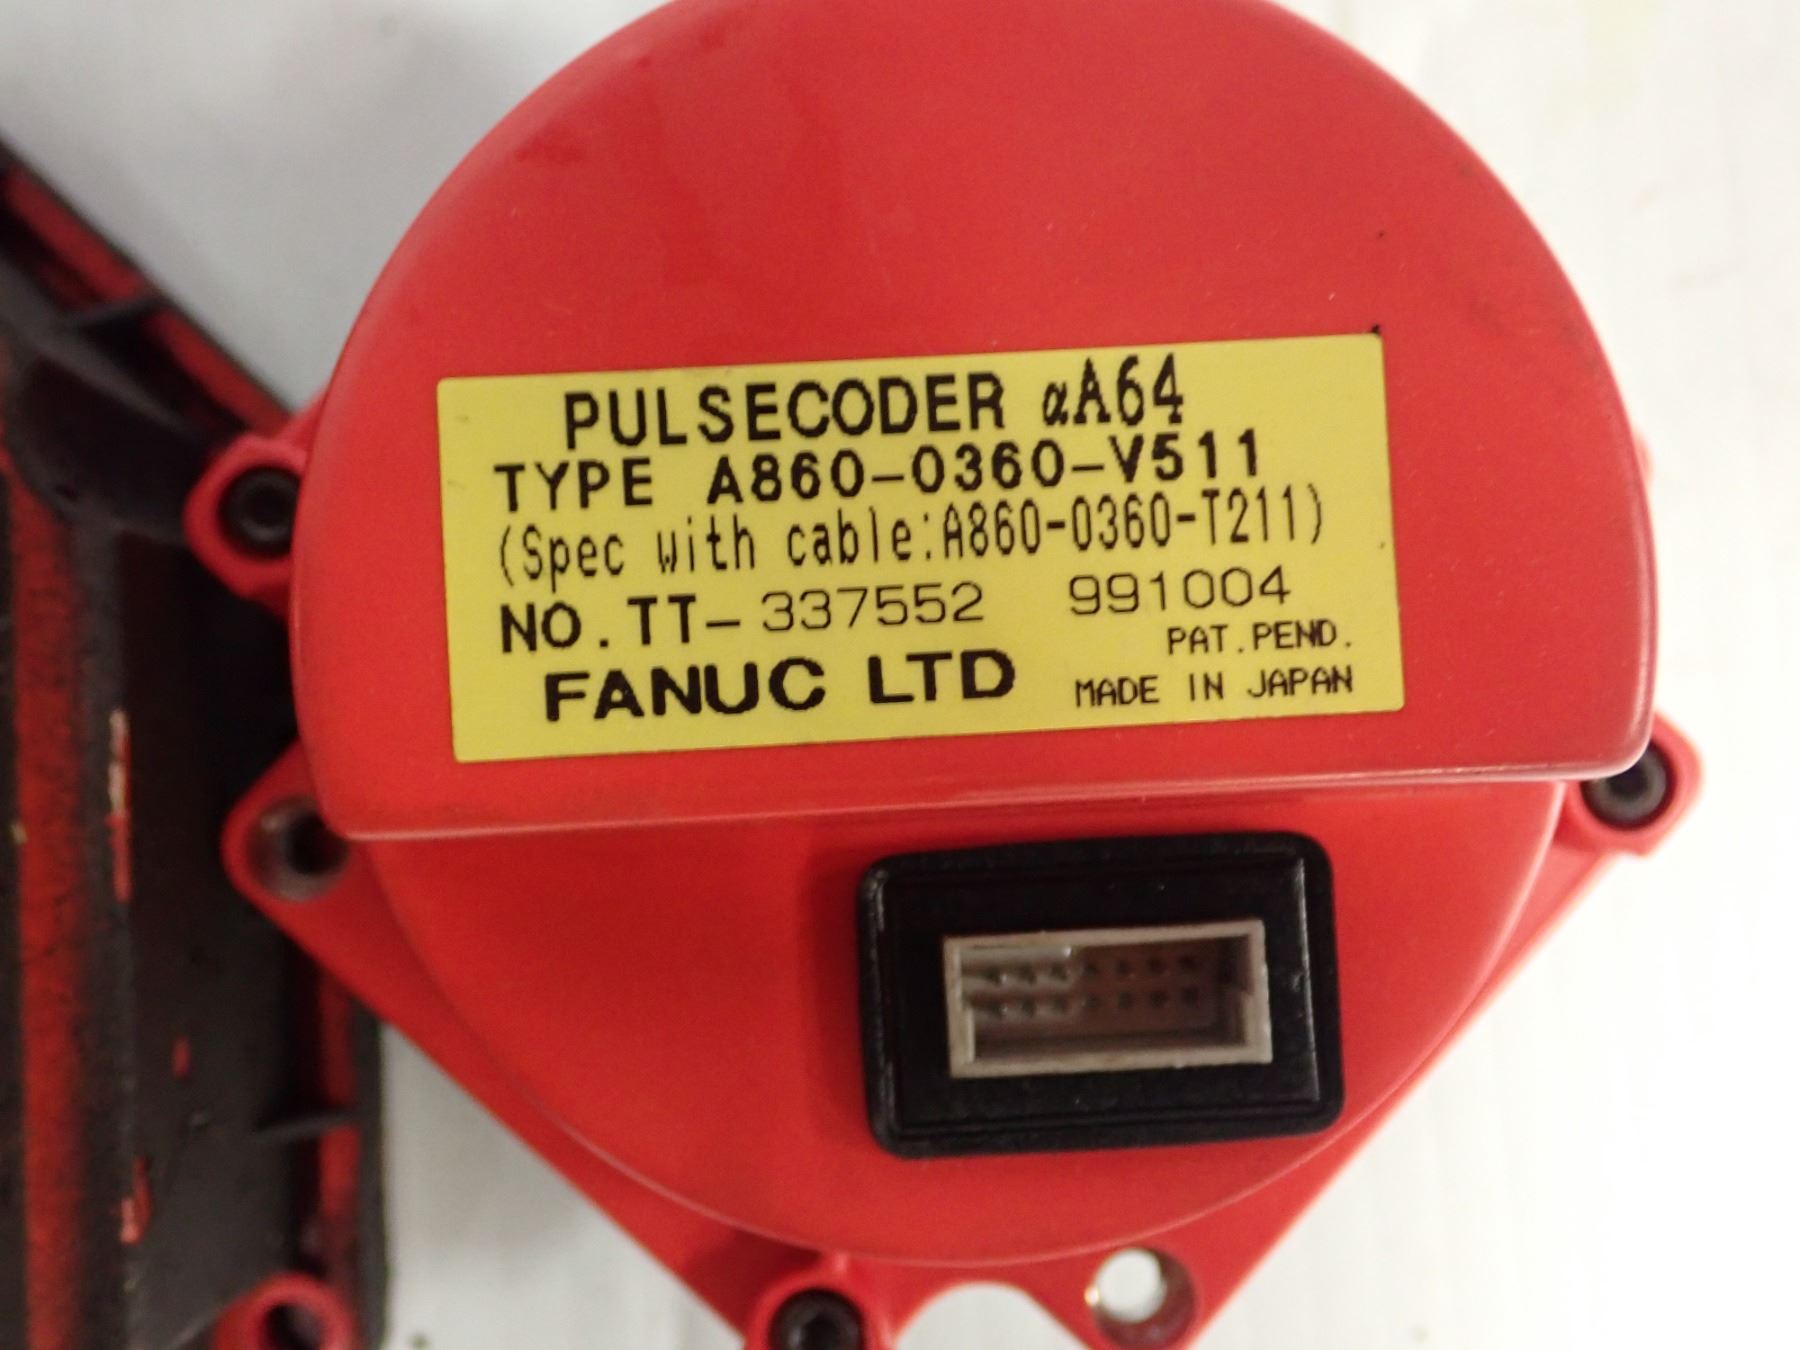 PULSECODER αA64
TYPE A860-0360-V511
(Spec with cable:A860-0360-T211)
NO.TT-337552 991004
PAT.PEND.
FANUC LTD MADE IN JAPAN